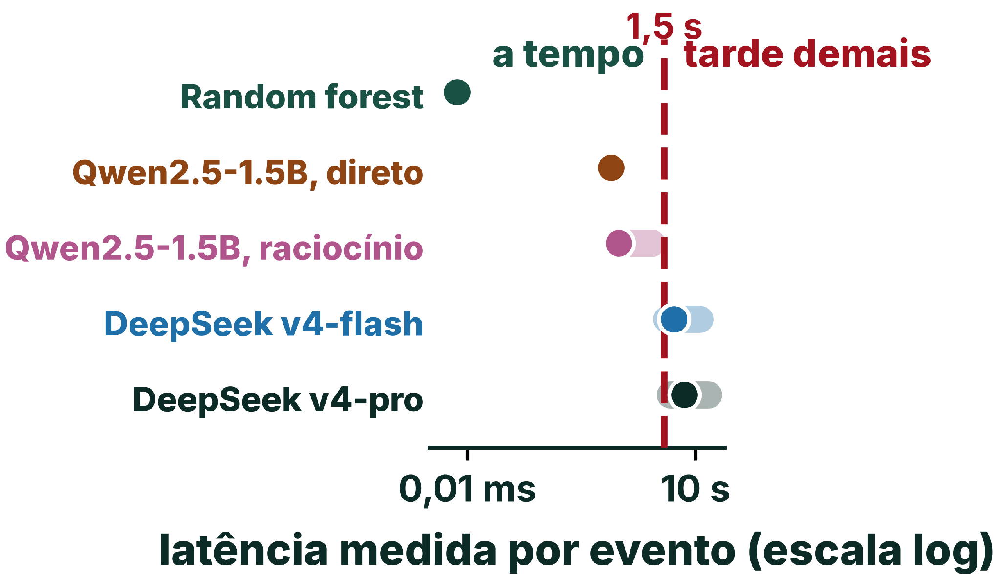 1,5 s
a tempo
tarde demais
Random forest
Qwen2.5-1.5B, direto
Qwen2.5-1.5B, raciocínio
DeepSeek v4-flash
DeepSeek v4-pro
0,01 ms
10 s
latência medida por evento (escala log)